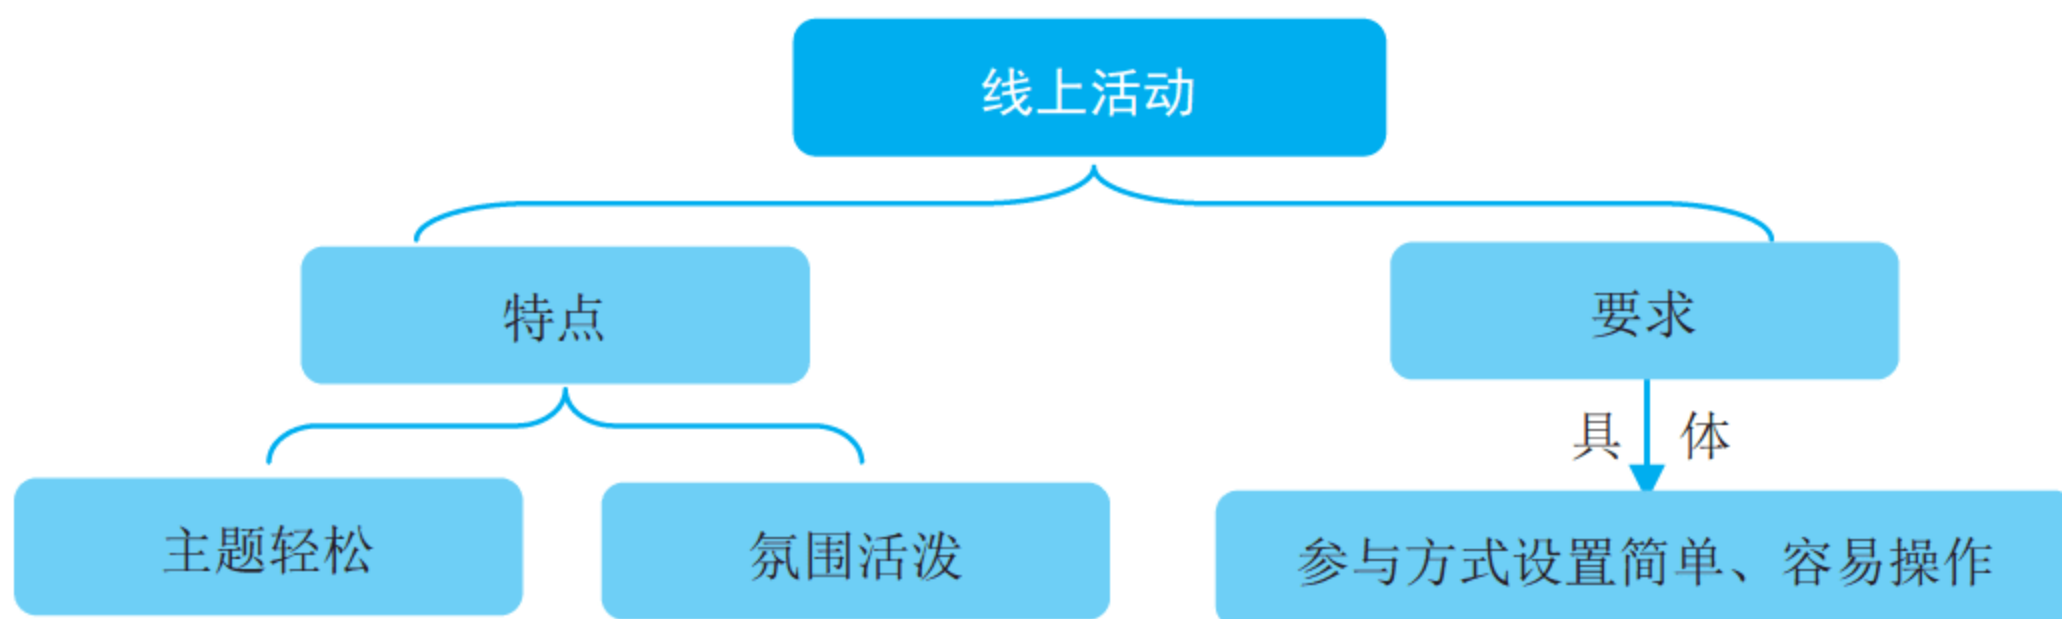 线上活动
特点
要求
具 体
主题轻松
氛围活泼
参与方式设置简单、容易操作